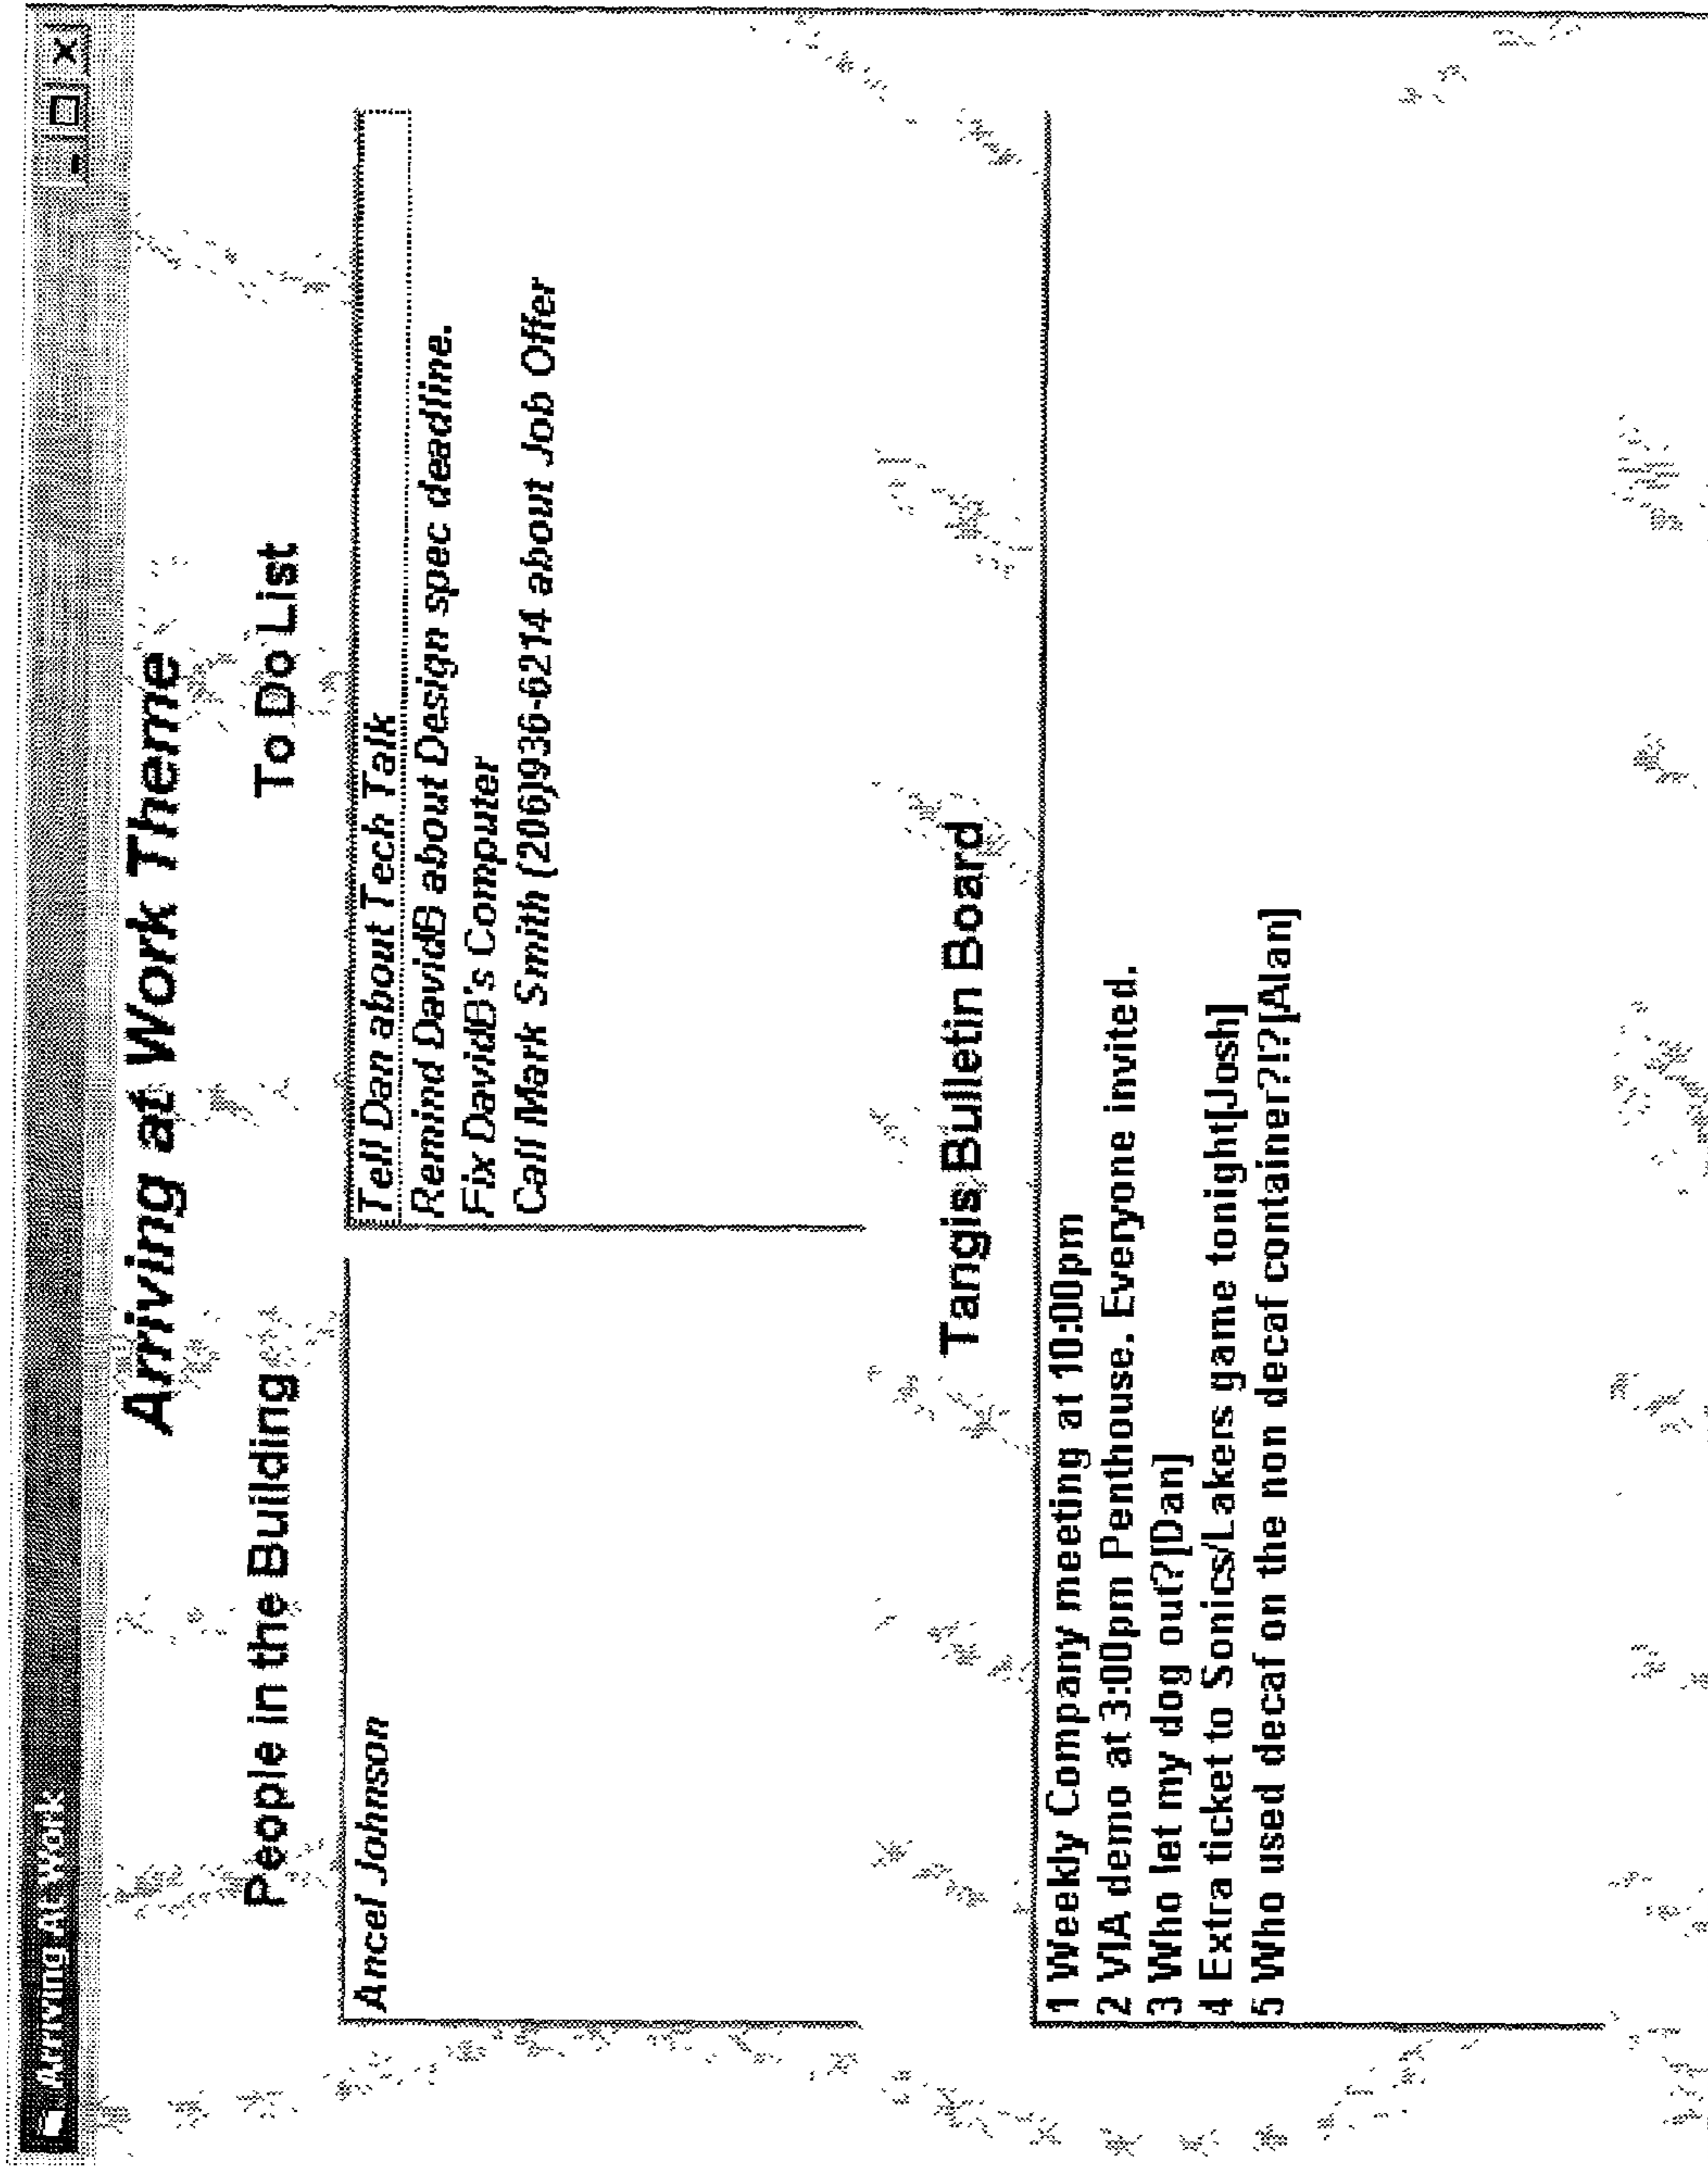 Arriving At Work
Arriving at Work Theme
People in the Building
Ancel Johnson
To Do List
Tell Dan about Tech Talk
Remind DavidB about Design spec deadline.
Fix DavidB's Computer
Call Mark Smith (206)936-6214 about Job Offer
Tangis Bulletin Board
1 Weekly Company meeting at 10:00pm
2 VIA demo at 3:00pm Penthouse. Everyone invited.
3 Who let my dog out?[Dan]
4 Extra ticket to Sonics/Lakers game tonight[Josh]
5 Who used decaf on the non decaf container?!?[Alan]